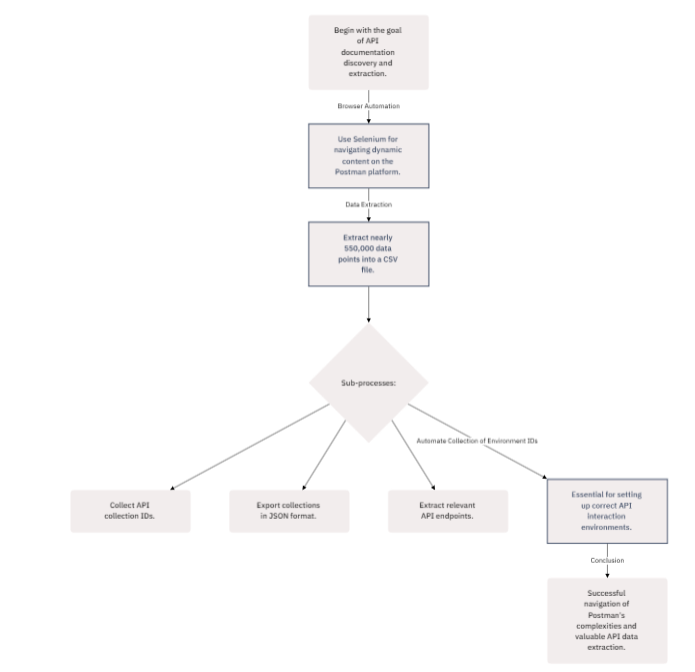 Begin with the goal
of API
documentation
discovery and
extraction.
Browser Automation
Use Selenium for
navigating dynamic
content on the
Postman platform.
Data Extraction
Extract nearly
550,000 data
points into a CSV
file.
Sub-processes:
Automate Collection of Environment IDs
Collect API
collection IDs.
Export collections
in JSON format.
Extract relevant
API endpoints.
Essential for setting
up correct API
interaction
environments.
Conclusion
Successful
navigation of
Postman's
complexities and
valuable API data
extraction.